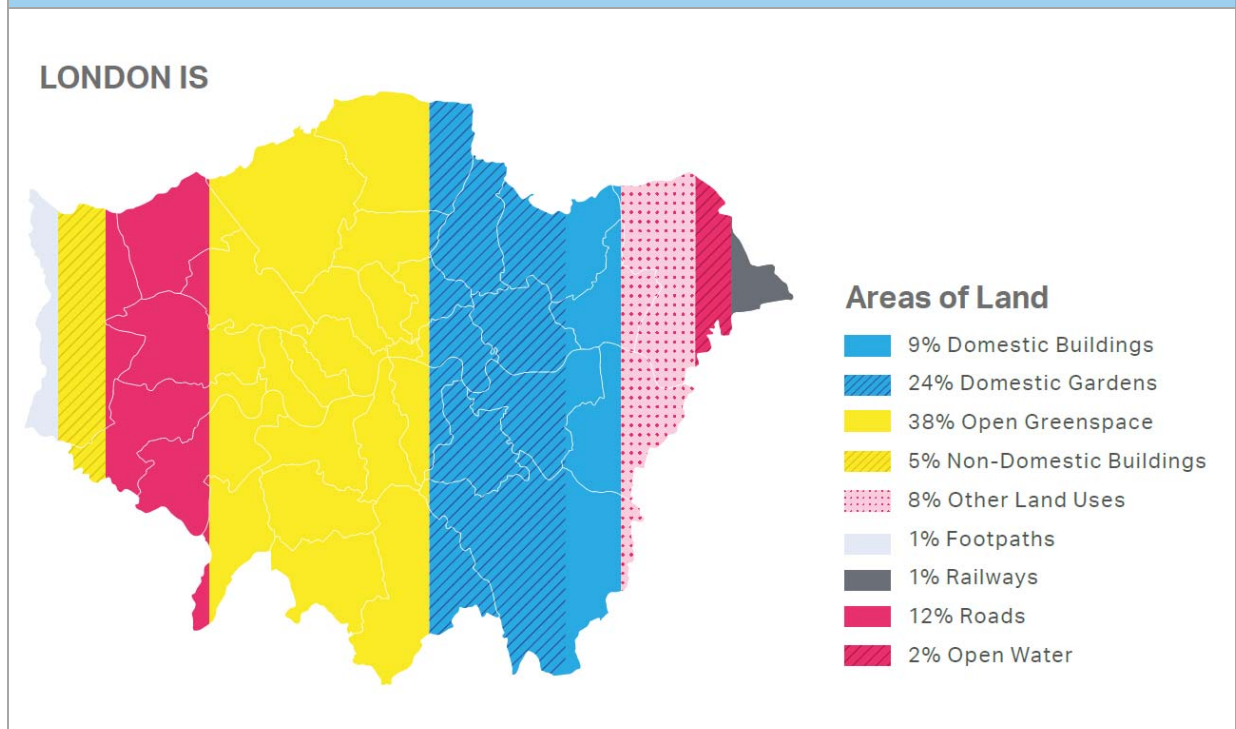 LONDON IS
Areas of Land
9% Domestic Buildings
24% Domestic Gardens
38% Open Greenspace
5% Non-Domestic Buildings
8% Other Land Uses
1% Footpaths
1% Railways
12% Roads
2% Open Water